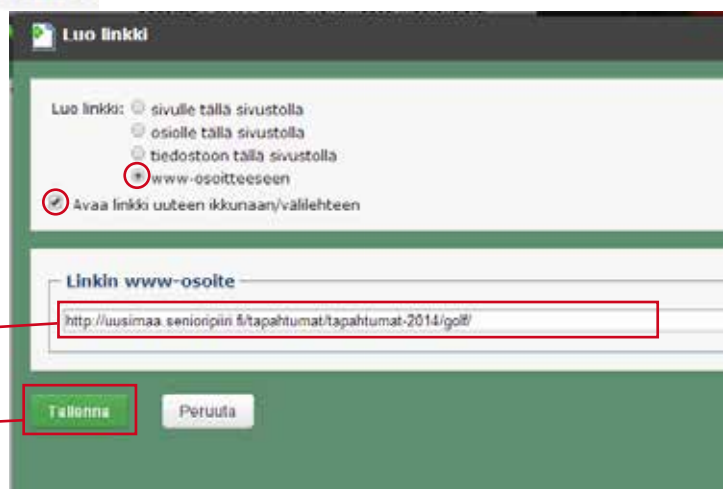 Luo linkki
Luo linkki: sivulle tällä sivustolla
osiolle tällä sivustolla
tiedostoon tällä sivustolla
www-osoitteeseen
Avaa linkki uuteen ikkunaan/välilehteen
Linkin www-osoite
http://uusimaa.senioripiiri.fi/tapahtumat/tapahtumat-2014/golf/
Tallenna
Peruuta